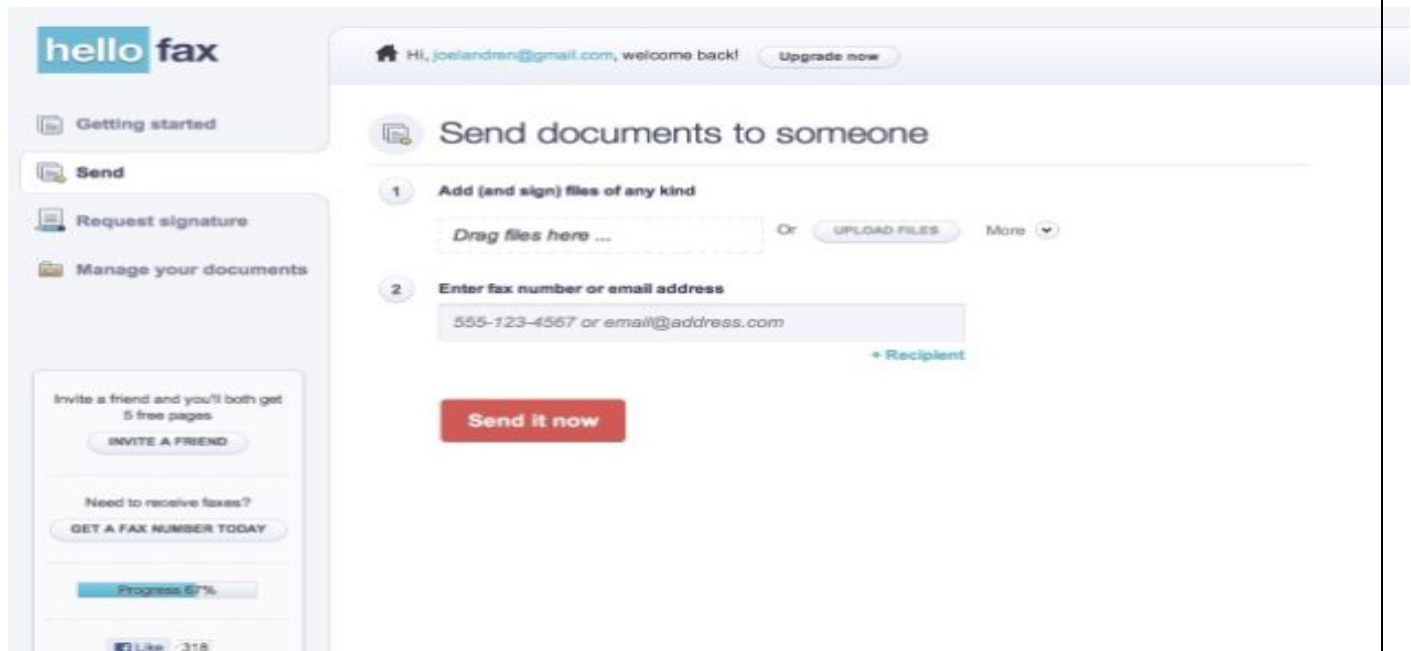 hello fax
Hi, joelandren@gmail.com, welcome back! Upgrade now
Getting started
Send
Request signature
Manage your documents
Send documents to someone
1 Add (and sign) files of any kind
Drag files here ... Or UPLOAD FILES More
2 Enter fax number or email address
555-123-4567 or email@address.com
+ Recipient
Send it now
Invite a friend and you'll both get
5 free pages
INVITE A FRIEND
Need to receive faxes?
GET A FAX NUMBER TODAY
Progress 67%
Like 318